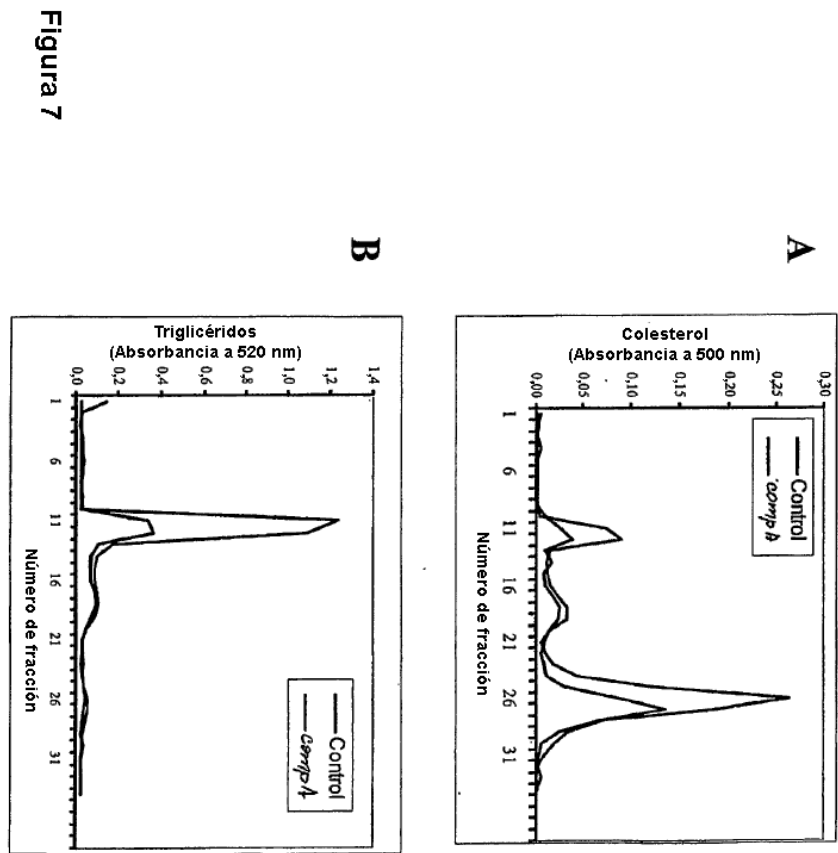 Figura 7
A
Colesterol
(Absorbancia a 500 nm)
0,30
0,25
0,20
0,15
0,10
0,05
0,00
1
6
11
16
21
26
31
Número de fracción
Control
compA
B
Triglicéridos
(Absorbancia a 520 nm)
1,4
1,2
1,0
0,8
0,6
0,4
0,2
0,0
1
6
11
16
21
26
31
Número de fracción
Control
compA